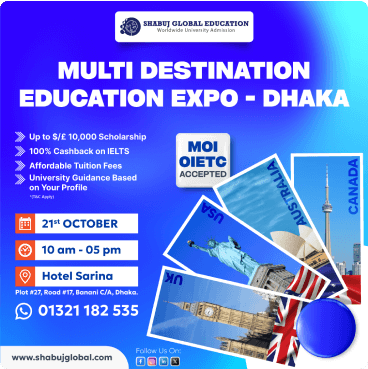 SHABUJ GLOBAL EDUCATION
Worldwide University Admission
MULTI DESTINATION
EDUCATION EXPO - DHAKA
Up to $/£ 10,000 Scholarship
100% Cashback on IELTS
Affordable Tuition Fees
University Guidance Based
on Your Profile
*(T&C Apply)
MOI
OIETC
ACCEPTED
CANADA
AUSTRALIA
USA
UK
21st OCTOBER
10 am - 05 pm
Hotel Sarina
Plot #27, Road #17, Banani C/A, Dhaka.
01321 182 535
www.shabujglobal.com
Follow Us On: